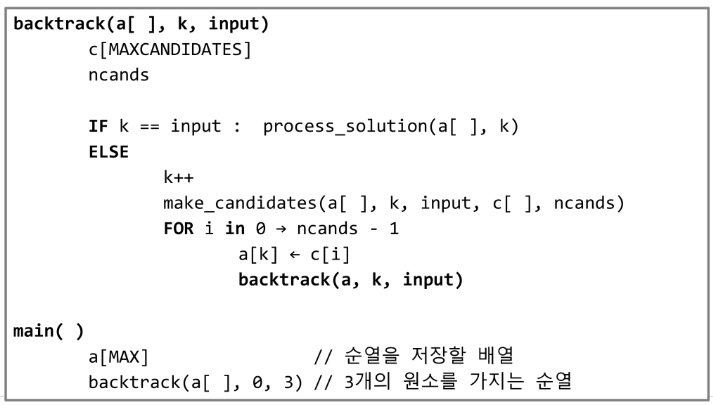 backtrack(a[ ], k, input)
c[MAXCANDIDATES]
ncands
IF k == input : process_solution(a[ ], k)
ELSE
k++
make_candidates(a[ ], k, input, c[ ], ncands)
FOR i in 0 → ncands - 1
a[k] ← c[i]
backtrack(a, k, input)
main( )
a[MAX] // 순열을 저장할 배열
backtrack(a[ ], 0, 3) // 3개의 원소를 가지는 순열